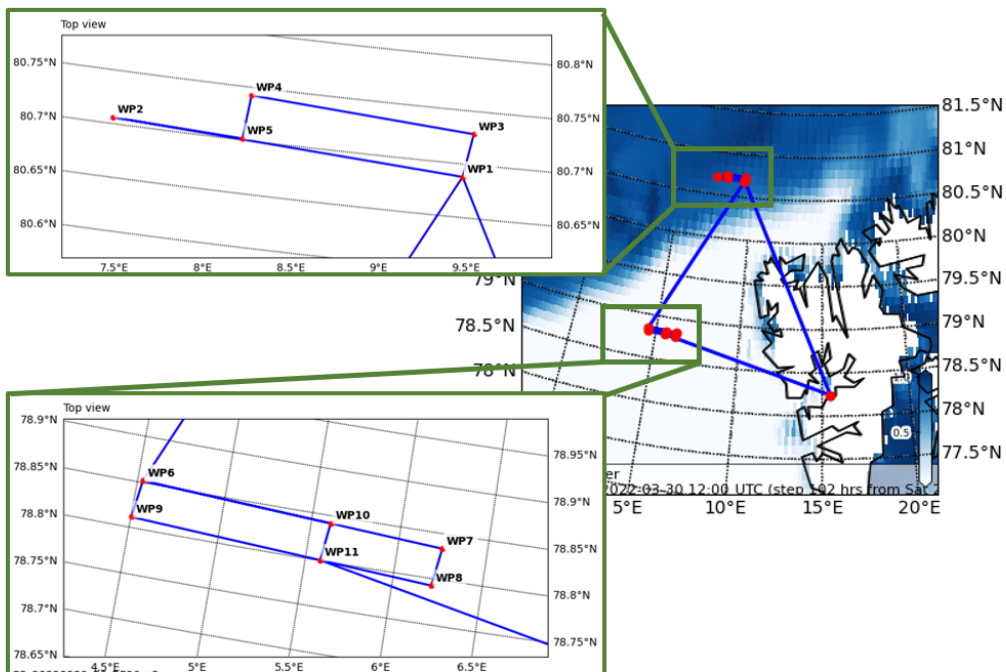 Top view
80.75°N
80.7°N
80.65°N
80.6°N
80.8°N
80.75°N
80.7°N
80.65°N
WP2
WP4
WP5
WP3
WP1
7.5°E 8°E 8.5°E 9°E 9.5°E
81.5°N
81°N
80.5°N
80°N
79.5°N
79°N
78.5°N
78°N
77.5°N
79°N
78.5°N
78°N
0.5
er
2022-03-30 12:00 UTC (step 102 hrs from Sat
5°E 10°E 15°E 20°E
Top view
78.9°N
78.85°N
78.8°N
78.75°N
78.7°N
78.65°N
78.95°N
78.9°N
78.85°N
78.8°N
78.75°N
WP6
WP9
WP10
WP11
WP7
WP8
4.5°E 5°E 5.5°E 6°E 6.5°E